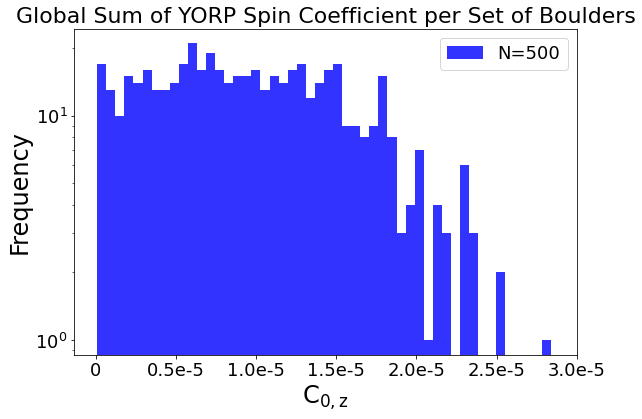 Global Sum of YORP Spin Coefficient per Set of Boulders
N=500
Frequency
10¹
10⁰
0 0.5e-5 1.0e-5 1.5e-5 2.0e-5 2.5e-5 3.0e-5
C₀,z